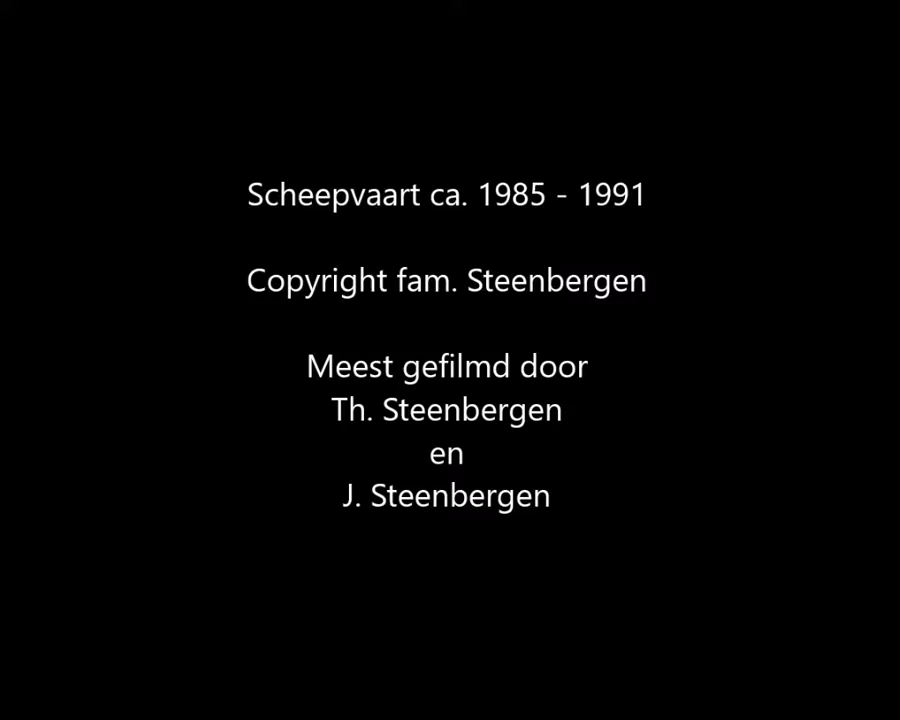 Scheepvaart ca. 1985 - 1991
Copyright fam. Steenbergen
Meest gefilmd door
Th. Steenbergen
en
J. Steenbergen